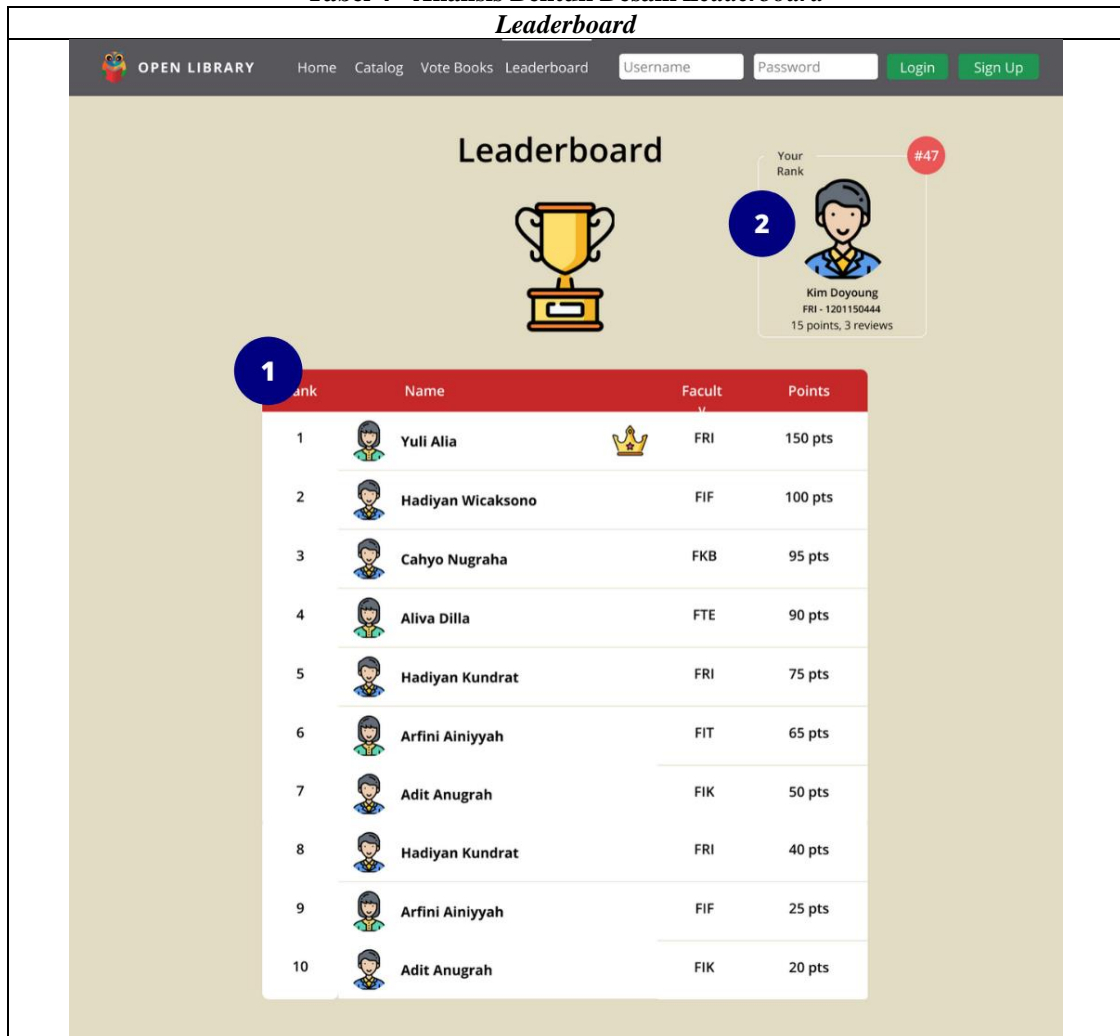 Leaderboard
OPEN LIBRARY Home Catalog Vote Books Leaderboard Username Password Login Sign Up
Leaderboard
Your
Rank
#47
2
Kim Doyoung
FRI - 1201150444
15 points, 3 reviews
1
ank Name Facult Points
1 Yuli Alia FRI 150 pts
2 Hadiyan Wicaksono FIF 100 pts
3 Cahyo Nugraha FKB 95 pts
4 Aliva Dilla FTE 90 pts
5 Hadiyan Kundrat FRI 75 pts
6 Arfini Ainiyyah FIT 65 pts
7 Adit Anugrah FIK 50 pts
8 Hadiyan Kundrat FRI 40 pts
9 Arfini Ainiyyah FIF 25 pts
10 Adit Anugrah FIK 20 pts